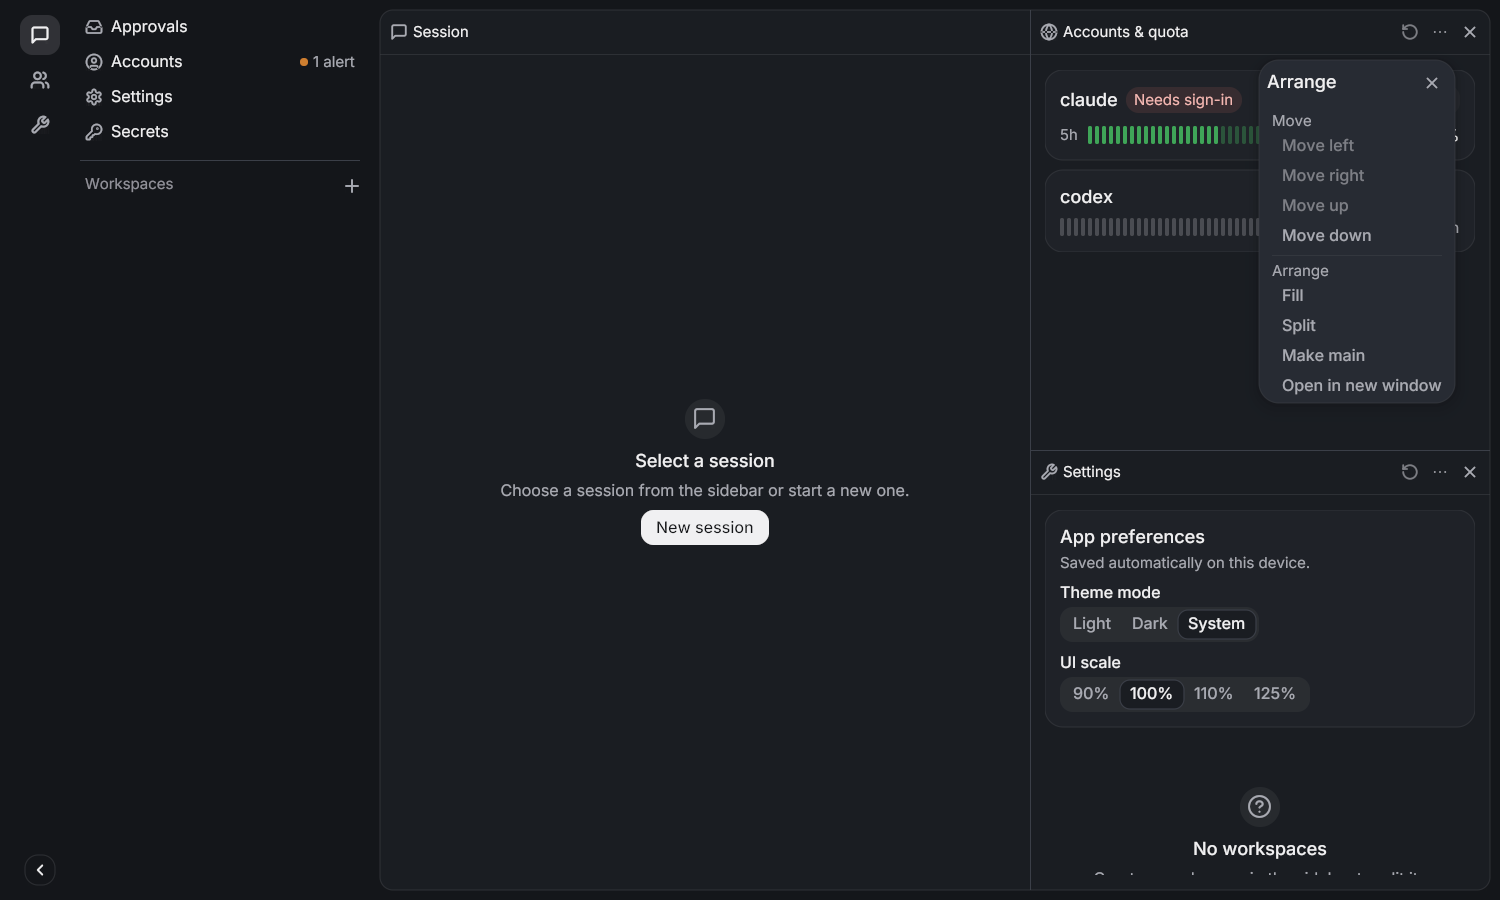 Approvals
Accounts
1 alert
Settings
Secrets
Workspaces
Session
Select a session
Choose a session from the sidebar or start a new one.
New session
Accounts & quota
claude
Needs sign-in
5h
codex
Arrange
Move
Move left
Move right
Move up
Move down
Arrange
Fill
Split
Make main
Open in new window
Settings
App preferences
Saved automatically on this device.
Theme mode
Light Dark System
UI scale
90% 100% 110% 125%
No workspaces